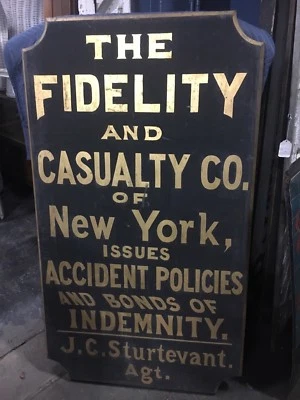 THE
FIDELITY
AND
CASUALTY CO.
OF
New York,
ISSUES
ACCIDENT POLICIES
AND BONDS OF
INDEMNITY.
J.C. Sturtevant.
Agt.